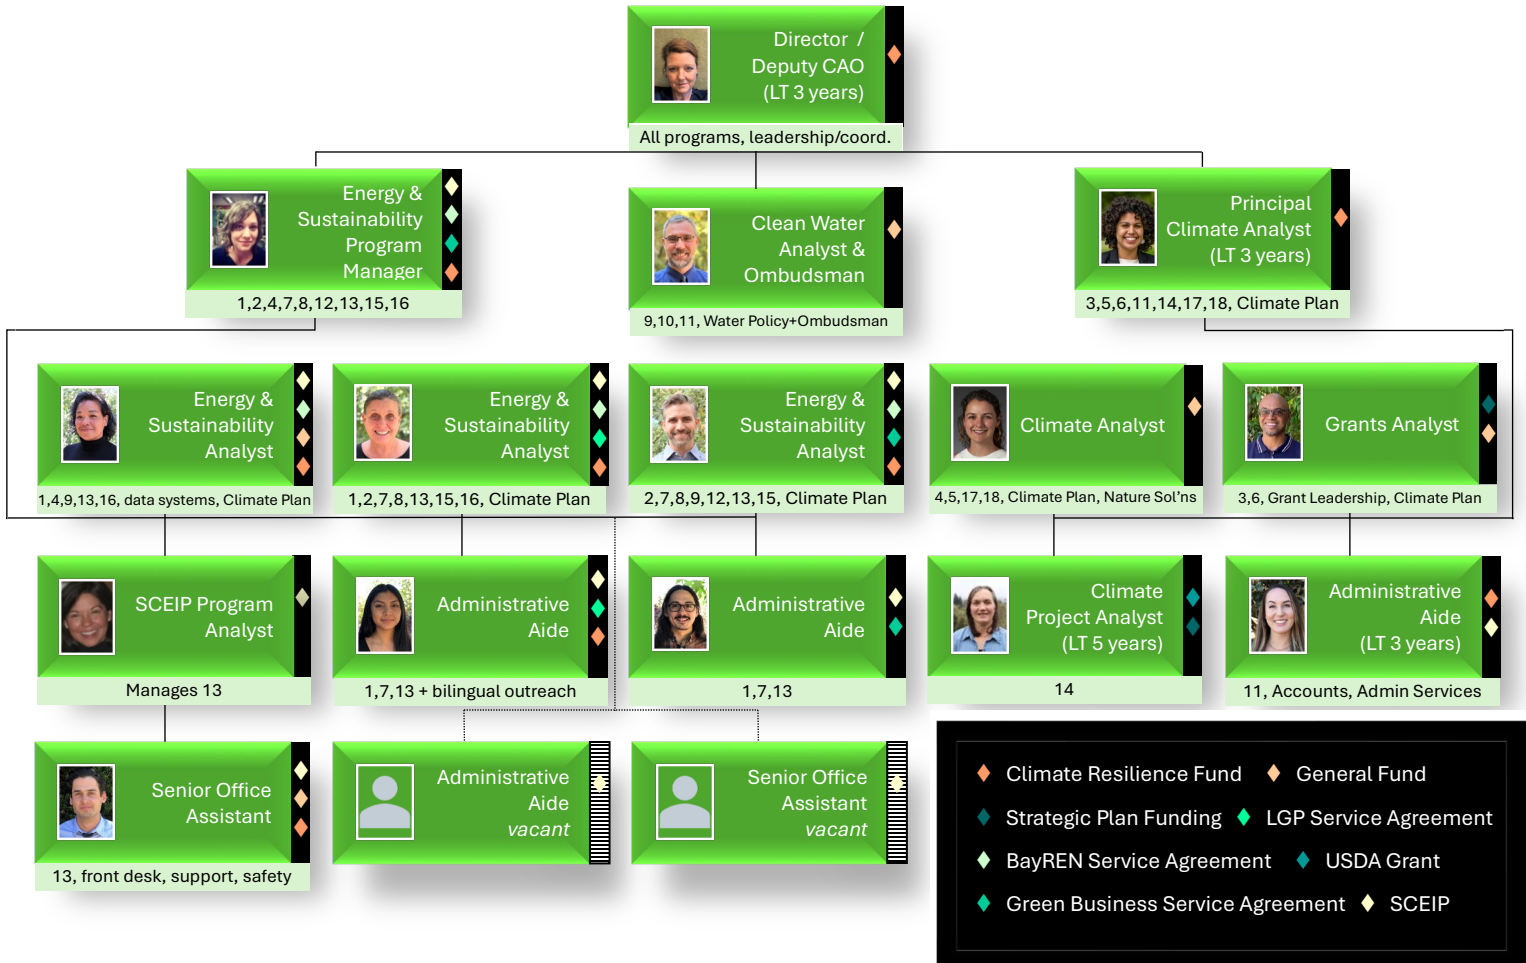 Director /
Deputy CAO
(LT 3 years)
All programs, leadership/coord.
Energy &
Sustainability
Program
Manager
1,2,4,7,8,12,13,15,16
Clean Water
Analyst &
Ombudsman
9,10,11, Water Policy+Ombudsman
Principal
Climate Analyst
(LT 3 years)
3,5,6,11,14,17,18, Climate Plan
Energy &
Sustainability
Analyst
1,4,9,13,16, data systems, Climate Plan
Energy &
Sustainability
Analyst
1,2,7,8,13,15,16, Climate Plan
Energy &
Sustainability
Analyst
2,7,8,9,12,13,15, Climate Plan
Climate Analyst
4,5,17,18, Climate Plan, Nature Sol’ns
Grants Analyst
3,6, Grant Leadership, Climate Plan
SCEIP Program
Analyst
Manages 13
Administrative
Aide
1,7,13 + bilingual outreach
Administrative
Aide
1,7,13
Climate
Project Analyst
(LT 5 years)
14
Administrative
Aide
(LT 3 years)
11, Accounts, Admin Services
Senior Office
Assistant
13, front desk, support, safety
Administrative
Aide
vacant
Senior Office
Assistant
vacant
Climate Resilience Fund
General Fund
Strategic Plan Funding
LGP Service Agreement
BayREN Service Agreement
USDA Grant
Green Business Service Agreement
SCEIP